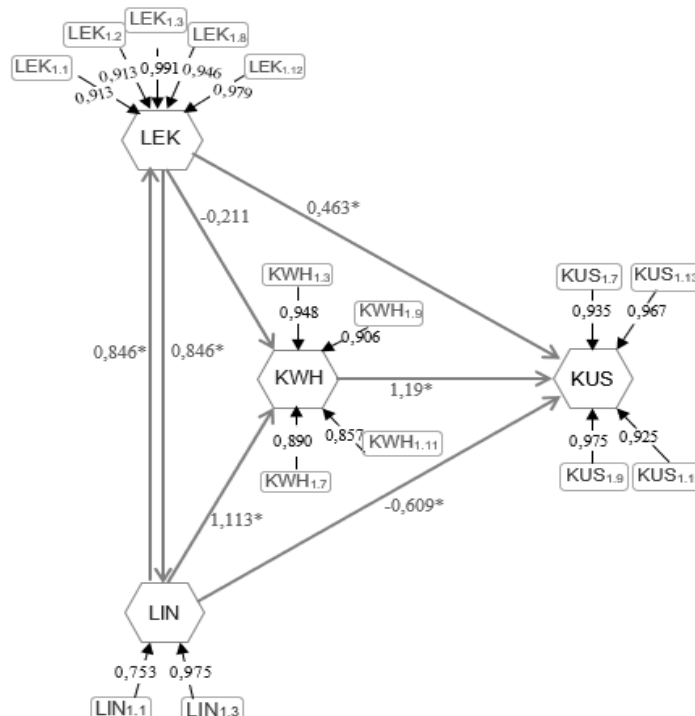 LEK1.3
LEK1.2
LEK1.8
LEK1.1
LEK1.12
0,913
0,913
0,991
0,946
0,979
LEK
-0,211
0,463*
KWH1.3
KUS1.7
KUS1.13
0,948
KWH1.9
0,935
0,967
0,906
0,846*
0,846*
KWH
KUS
1,19*
0,890
0,857
KWH1.11
0,975
0,925
KWH1.7
KUS1.9
KUS1.1
1,113*
-0,609*
LIN
0,753
0,975
LIN1.1
LIN1.3